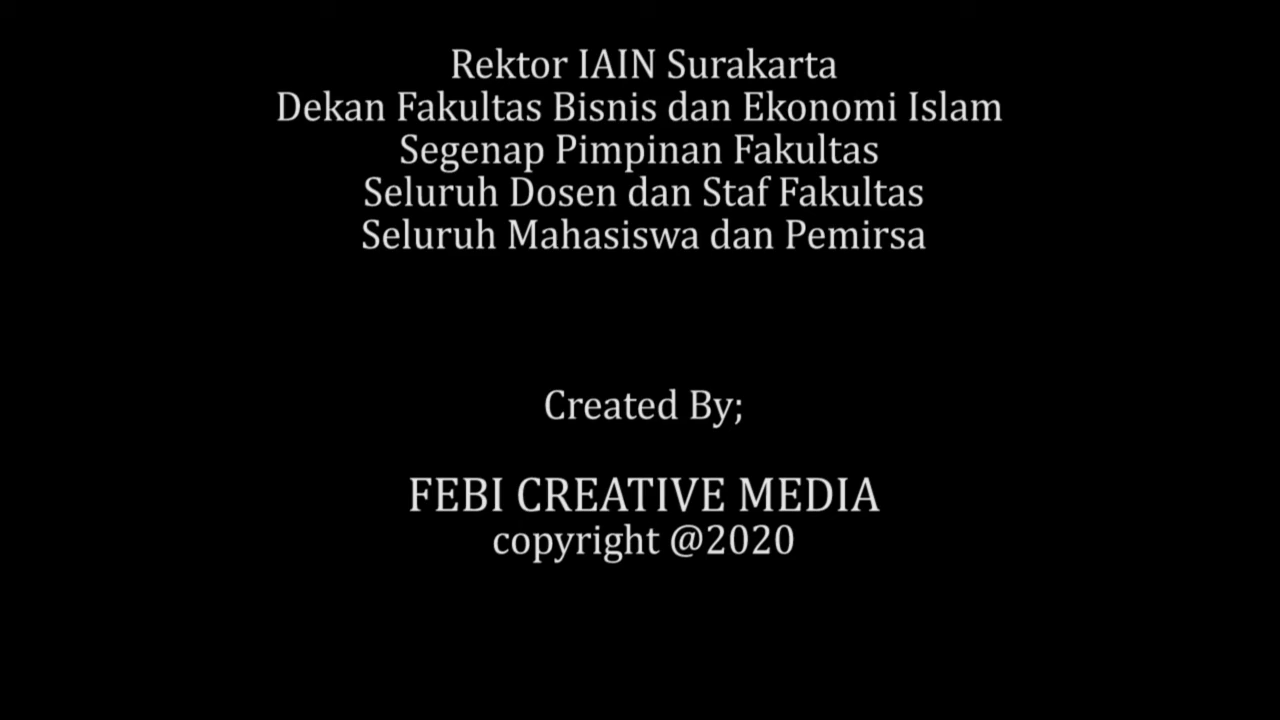 Rektor IAIN Surakarta
Dekan Fakultas Bisnis dan Ekonomi Islam
Segenap Pimpinan Fakultas
Seluruh Dosen dan Staf Fakultas
Seluruh Mahasiswa dan Pemirsa
Created By;
FEBI CREATIVE MEDIA
copyright @2020